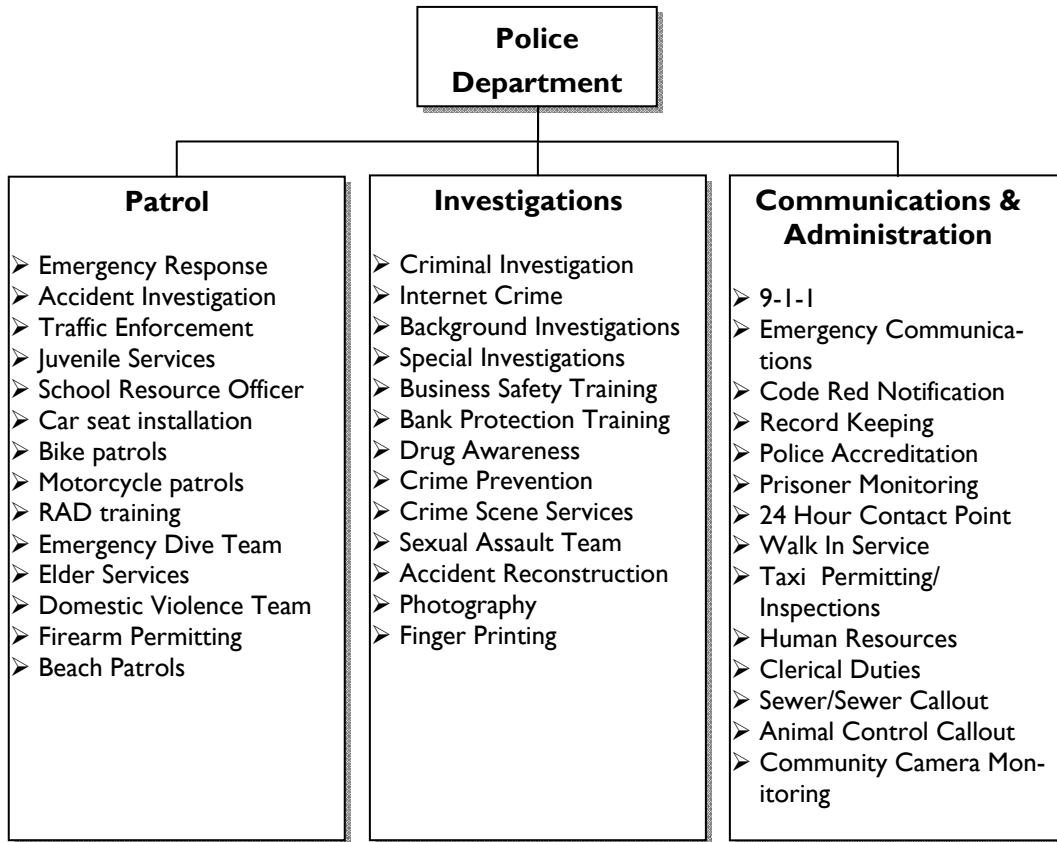 Police
Department
Patrol
➢ Emergency Response
➢ Accident Investigation
➢ Traffic Enforcement
➢ Juvenile Services
➢ School Resource Officer
➢ Car seat installation
➢ Bike patrols
➢ Motorcycle patrols
➢ RAD training
➢ Emergency Dive Team
➢ Elder Services
➢ Domestic Violence Team
➢ Firearm Permitting
➢ Beach Patrols
Investigations
➢ Criminal Investigation
➢ Internet Crime
➢ Background Investigations
➢ Special Investigations
➢ Business Safety Training
➢ Bank Protection Training
➢ Drug Awareness
➢ Crime Prevention
➢ Crime Scene Services
➢ Sexual Assault Team
➢ Accident Reconstruction
➢ Photography
➢ Finger Printing
Communications &
Administration
➢ 9-1-1
➢ Emergency Communica-
tions
➢ Code Red Notification
➢ Record Keeping
➢ Police Accreditation
➢ Prisoner Monitoring
➢ 24 Hour Contact Point
➢ Walk In Service
➢ Taxi Permitting/
Inspections
➢ Human Resources
➢ Clerical Duties
➢ Sewer/Sewer Callout
➢ Animal Control Callout
➢ Community Camera Mon-
itoring